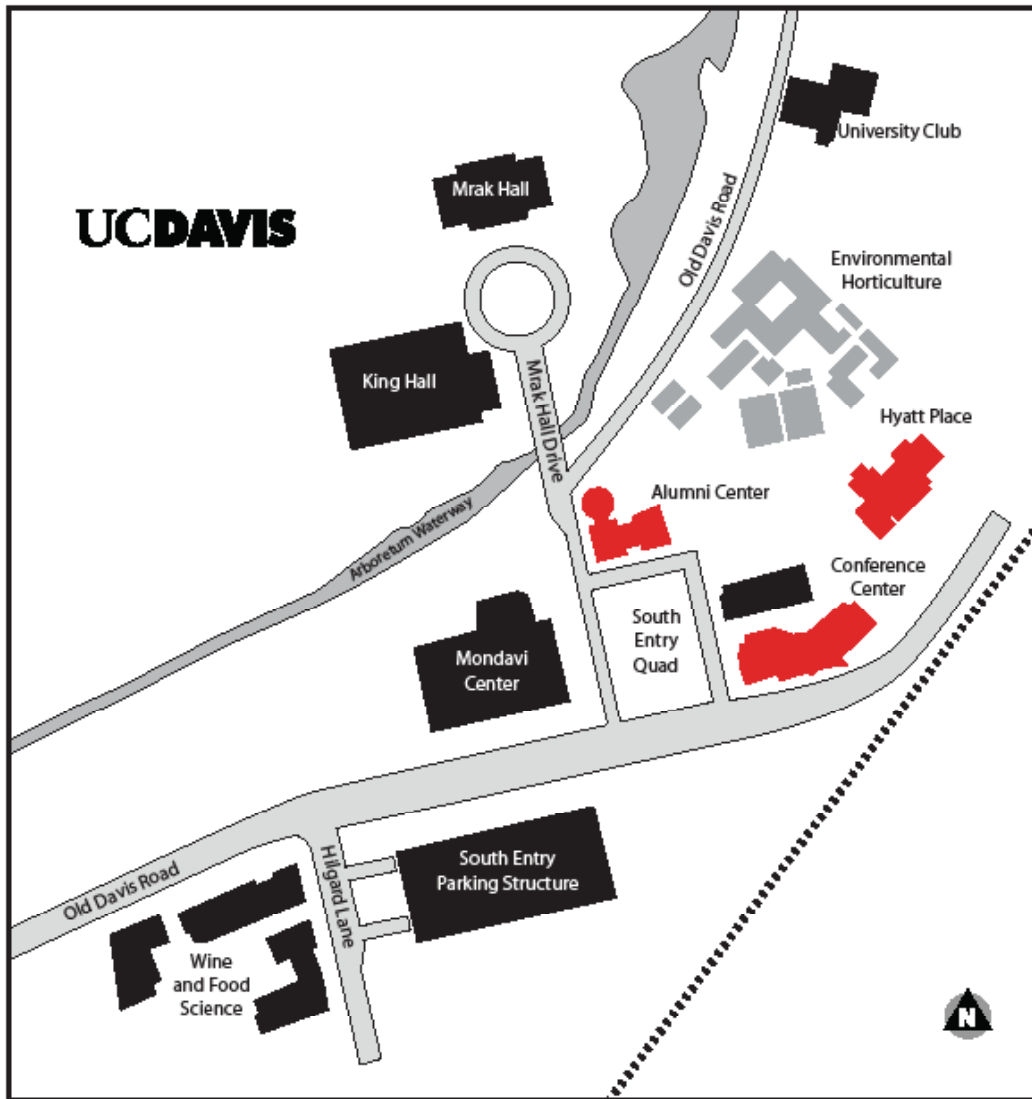 University Club
Mrak Hall
UCDAVIS
Old Davis Road
Environmental
Horticulture
King Hall
Mrak Hall Drive
Hyatt Place
Alumni Center
Arboretum Waterway
Conference
Center
South
Entry
Quad
Mondavi
Center
South Entry
Parking Structure
Hilgard Lane
Old Davis Road
Wine
and Food
Science
N